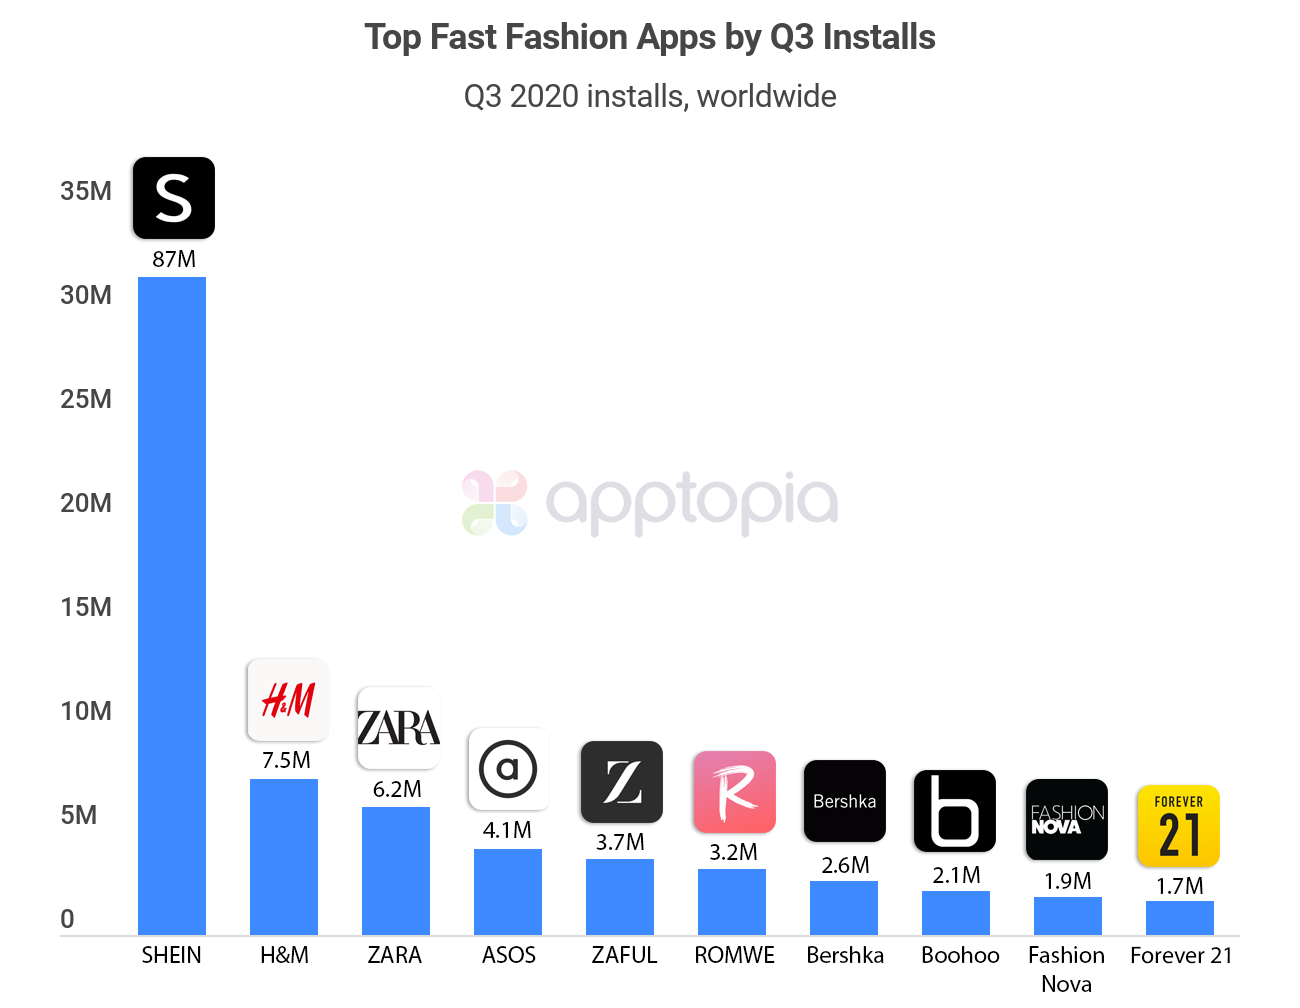 Top Fast Fashion Apps by Q3 Installs
Q3 2020 installs, worldwide
35M
30M
25M
20M
15M
10M
5M
0
S
87M
H&M
7.5M
ZARA
6.2M
a
4.1M
Z
3.7M
R
3.2M
Bershka
2.6M
b
2.1M
FASHION
NOVA
1.9M
FOREVER
21
1.7M
apptopia
SHEIN
H&M
ZARA
ASOS
ZAFUL
ROMWE
Bershka
Boohoo
Fashion
Nova
Forever 21